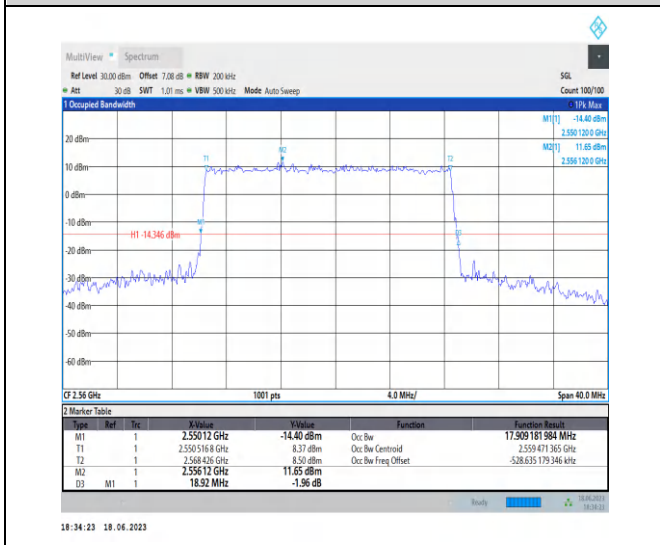 MultiView Spectrum
Ref Level 30.00 dBm Offset 7.08 dB RBW 200 kHz SGL
Att 30 dB SWT 1.01 ms VBW 500 kHz Mode Auto Sweep Count 100/100
1 Occupied Bandwidth 1Pk Max
M1[1] -14.40 dBm
2.550 120 0 GHz
M2[1] 11.65 dBm
2.556 120 0 GHz
20 dBm
M2
T1 T2
10 dBm
0 dBm
-10 dBm
M1
H1 -14.346 dBm
-20 dBm
-30 dBm
-40 dBm
-50 dBm
-60 dBm
CF 2.56 GHz 1001 pts 4.0 MHz/ Span 40.0 MHz
2 Marker Table
Type Ref Trc X-Value Y-Value Function Function Result
M1 1 2.55012 GHz -14.40 dBm Occ Bw 17.909 181 984 MHz
T1 1 2.550 516 8 GHz 8.37 dBm Occ Bw Centroid 2.559 471 365 GHz
T2 1 2.568 426 GHz 8.50 dBm Occ Bw Freq Offset -528.635 179 346 kHz
M2 1 2.55612 GHz 11.65 dBm
D3 M1 1 18.92 MHz -1.96 dB
Ready 18.06.2023
18:34:23
18:34:23 18.06.2023